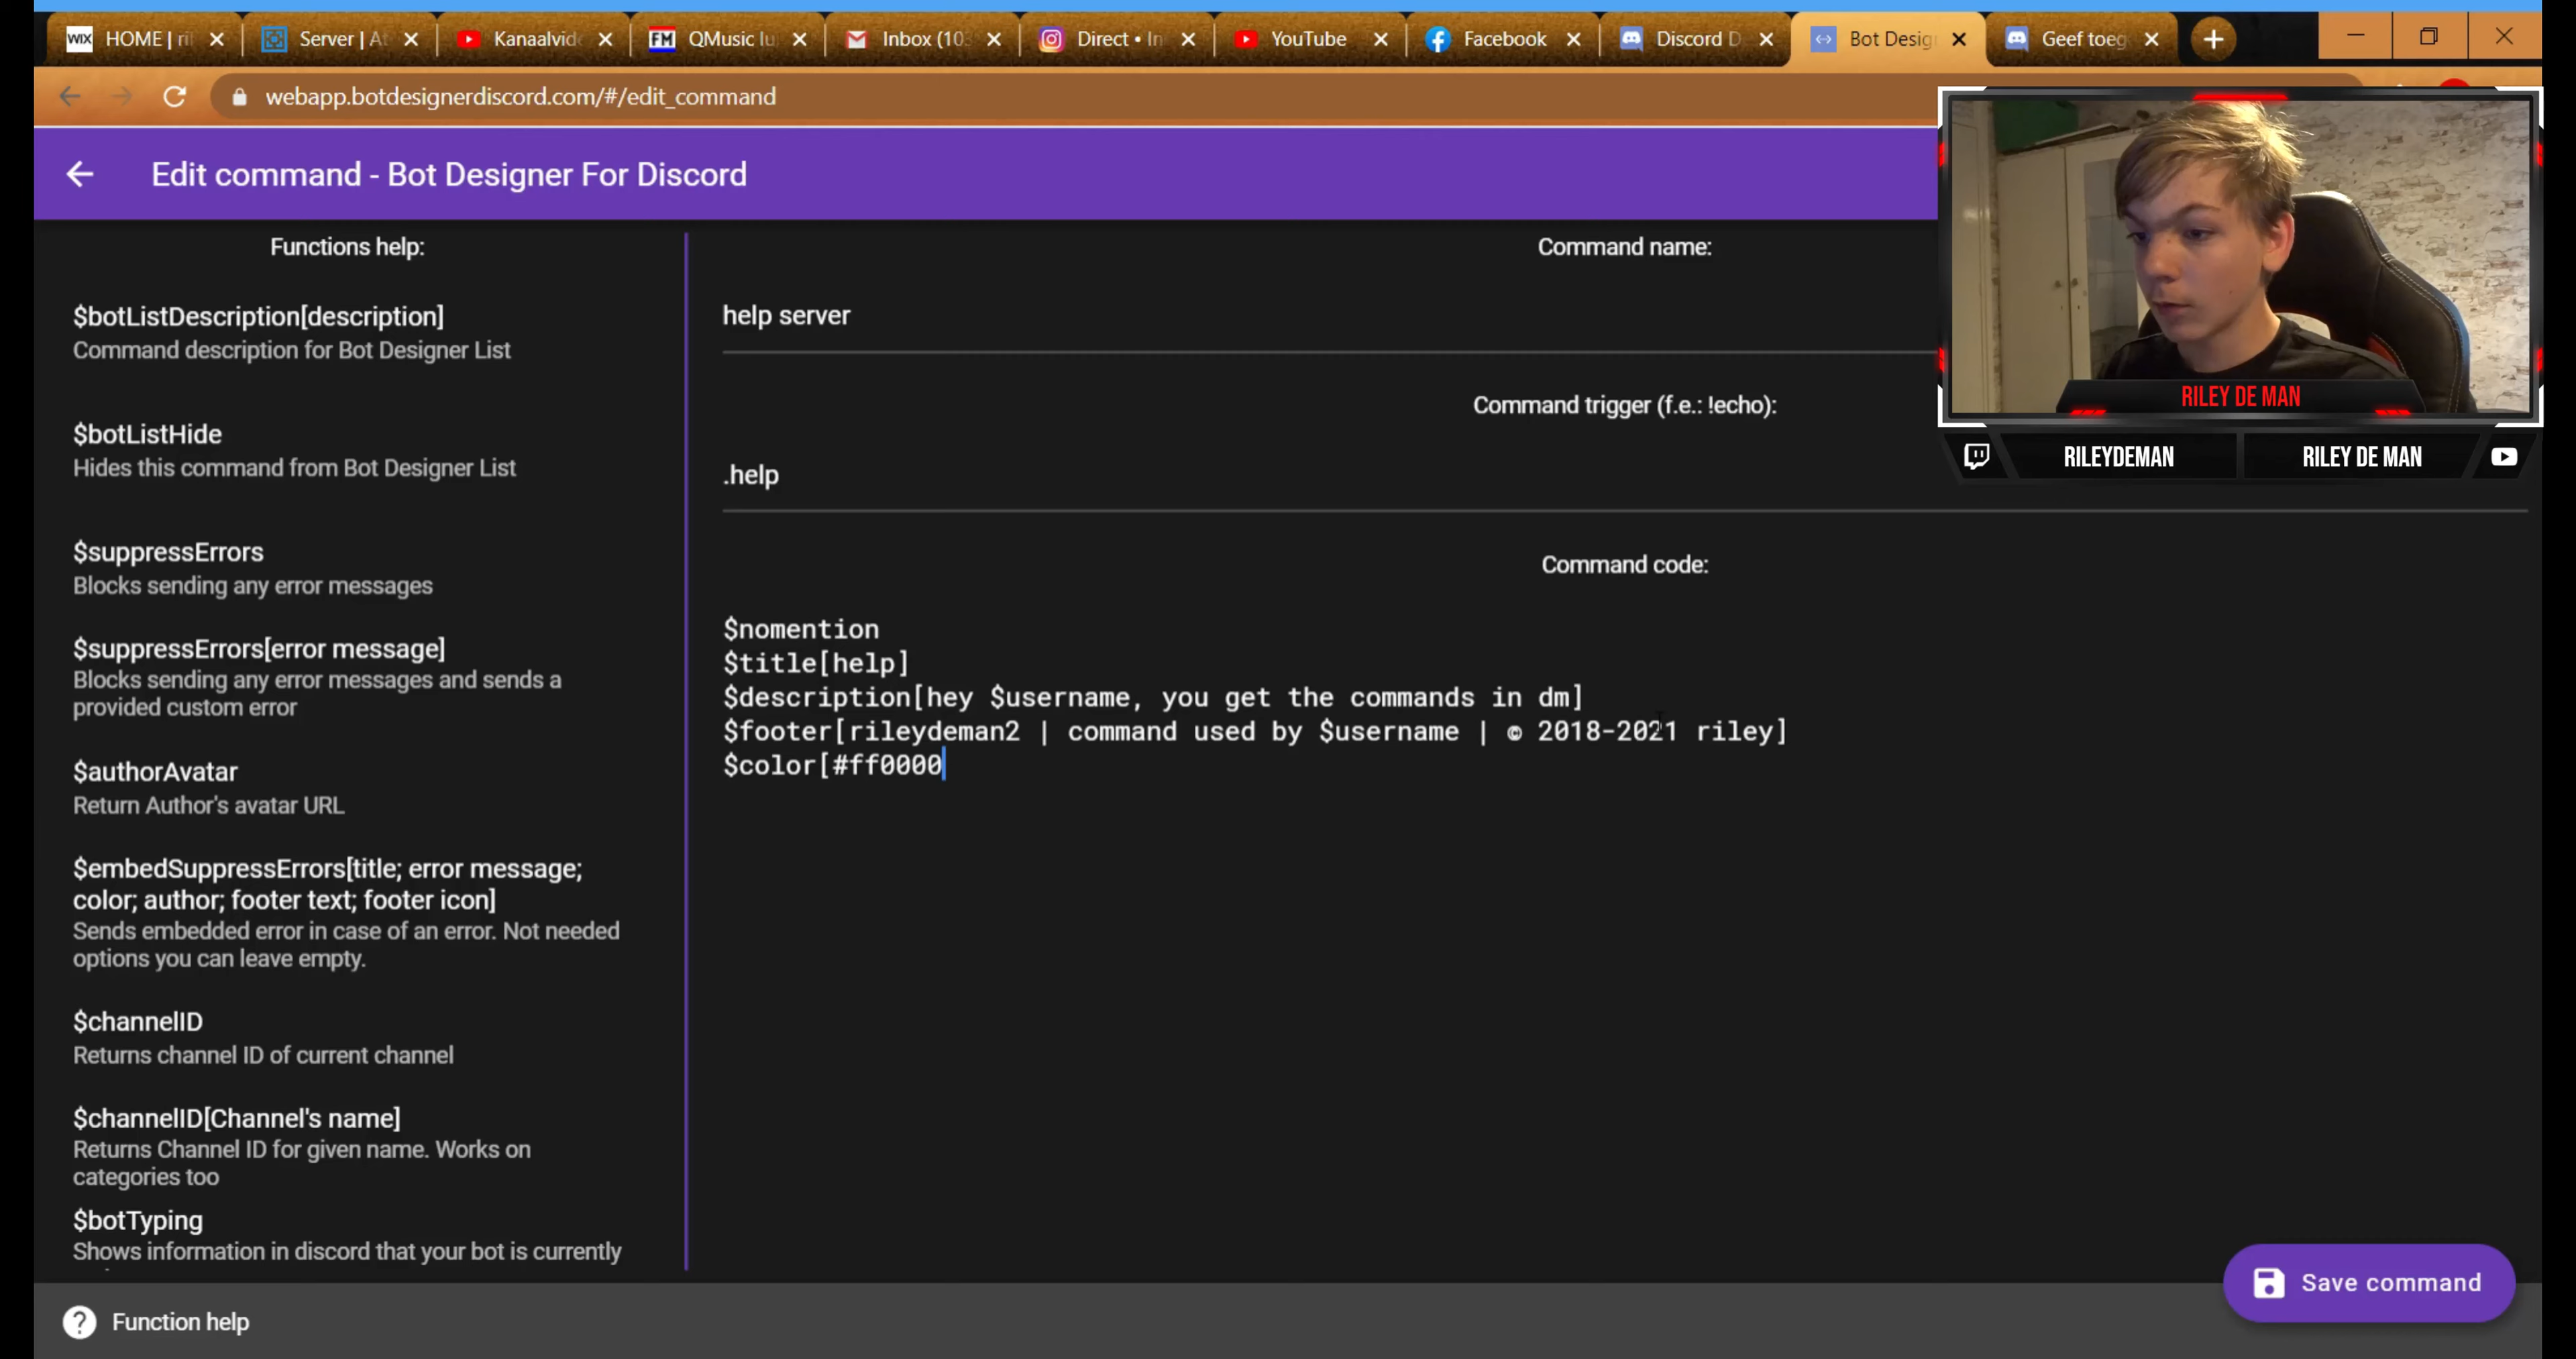 HOME | ri
Server | At
Kanaalvide
QMusic lu
Inbox (10
Direct • In
YouTube
Facebook
Discord D
Bot Desig
Geef toeg
webapp.botdesignerdiscord.com/#/edit_command
Edit command - Bot Designer For Discord
Functions help:
$botListDescription[description]
Command description for Bot Designer List
$botListHide
Hides this command from Bot Designer List
$suppressErrors
Blocks sending any error messages
$suppressErrors[error message]
Blocks sending any error messages and sends a
provided custom error
$authorAvatar
Return Author's avatar URL
$embedSuppressErrors[title; error message;
color; author; footer text; footer icon]
Sends embedded error in case of an error. Not needed
options you can leave empty.
$channelID
Returns channel ID of current channel
$channelID[Channel's name]
Returns Channel ID for given name. Works on
categories too
$botTyping
Shows information in discord that your bot is currently
Command name:
help server
Command trigger (f.e.: !echo):
.help
Command code:
$nomention
$title[help]
$description[hey $username, you get the commands in dm]
$footer[rileydeman2 | command used by $username | © 2018-2021 riley]
$color[#ff0000
RILEY DE MAN
RILEYDEMAN
RILEY DE MAN
Save command
Function help